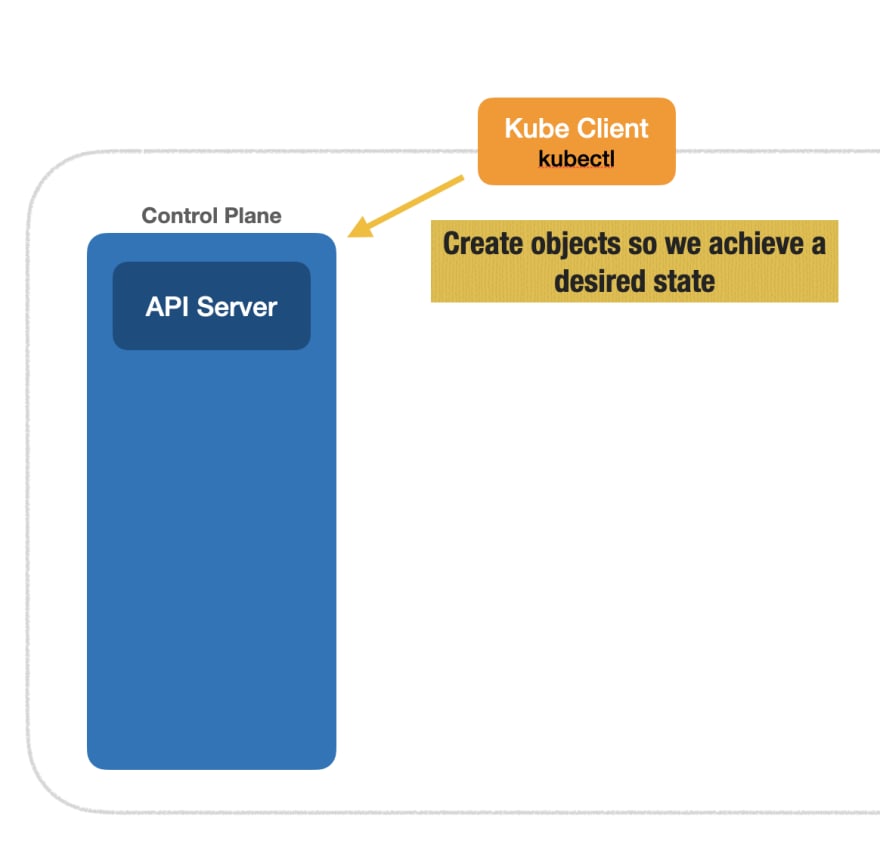 Kube Client
kubectl
Control Plane
API Server
Create objects so we achieve a
desired state